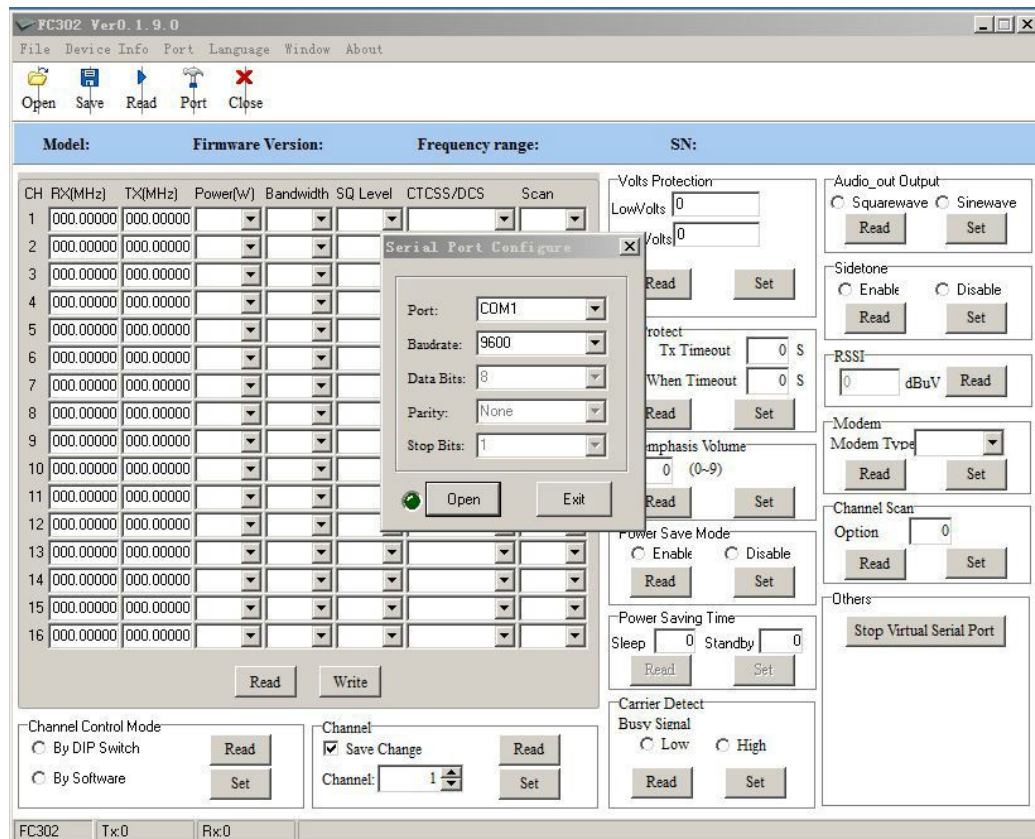 FC302 Ver0.1.9.0
File Device Info Port Language Window About
Open Save Read Port Close
Model: Firmware Version: Frequency range: SN:
CH RX(MHz) TX(MHz) Power(W) Bandwidth SQ Level CTCSS/DCS Scan
1 000.00000 000.00000
2 000.00000 000.00000
3 000.00000 000.00000
4 000.00000 000.00000
5 000.00000 000.00000
6 000.00000 000.00000
7 000.00000 000.00000
8 000.00000 000.00000
9 000.00000 000.00000
10 000.00000 000.00000
11 000.00000 000.00000
12 000.00000 000.00000
13 000.00000 000.00000
14 000.00000 000.00000
15 000.00000 000.00000
16 000.00000 000.00000
Read Write
Channel Control Mode
By DIP Switch Read
By Software Set
Channel
Save Change Read
Channel: 1 Set
Serial Port Configure
Port: COM1
Baudrate: 9600
Data Bits: 8
Parity: None
Stop Bits: 1
Open Exit
Volts Protection
LowVolts 0
Volts 0
Read Set
rotect
Tx Timeout 0 S
When Timeout 0 S
Read Set
emphasis Volume
0 (0~9)
Read Set
Power Save Mode
Enable Disable
Read Set
Power Saving Time
Sleep 0 Standby 0
Read Set
Carrier Detect
Busy Signal
Low High
Read Set
Audio_out Output
Squarewave Sinewave
Read Set
Sidetone
Enable Disable
Read Set
RSSI
0 dBuV Read
Modem
Modem Type
Read Set
Channel Scan
Option 0
Read Set
Others
Stop Virtual Serial Port
FC302 Tx:0 Rx:0